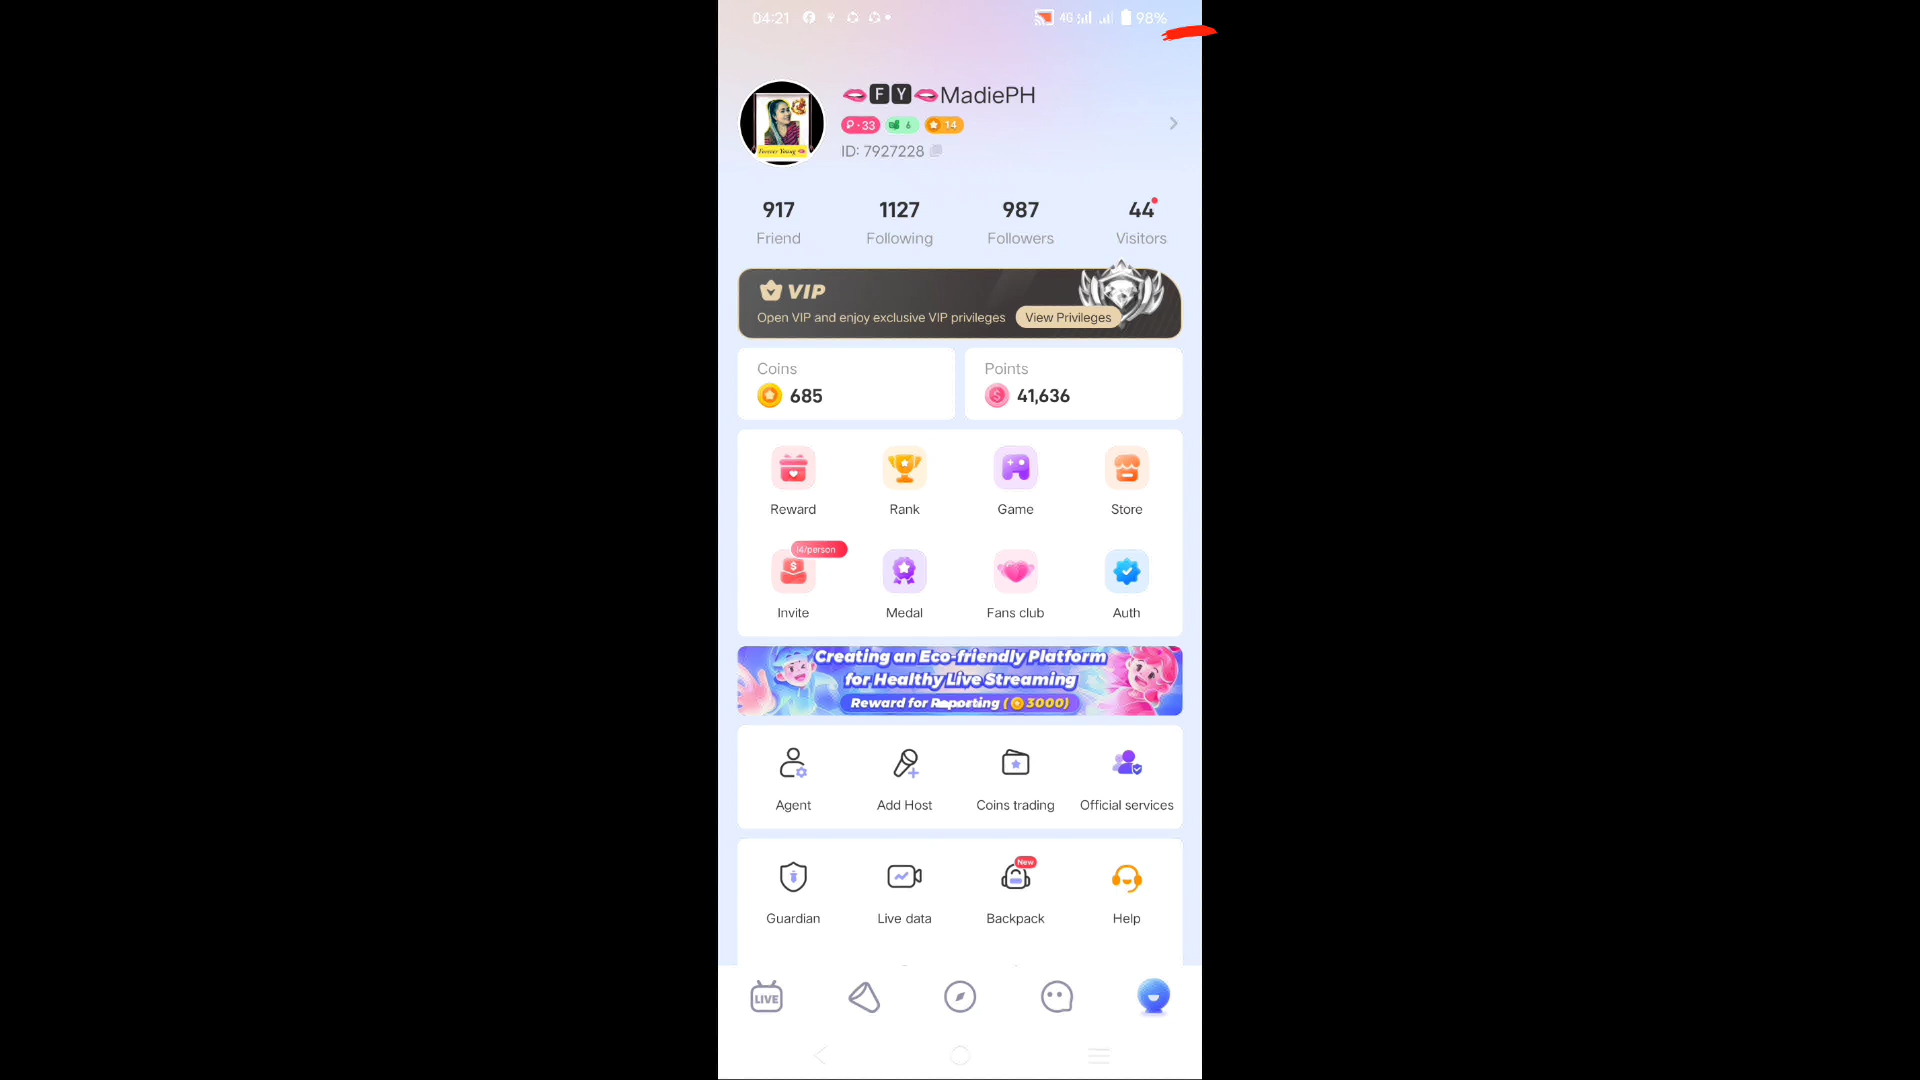 04:21 4G 98%
🫦🅵🆈🫦MadiePH
33 6 14
ID: 7927228
917 1127 987 44
Friend Following Followers Visitors
VIP
Open VIP and enjoy exclusive VIP privileges View Privileges
Coins Points
685 41,636
Reward Rank Game Store
14/person
Invite Medal Fans club Auth
Creating an Eco-friendly Platform
for Healthy Live Streaming
Reward for Reporting (3000)
Agent Add Host Coins trading Official services
New
Guardian Live data Backpack Help
LIVE